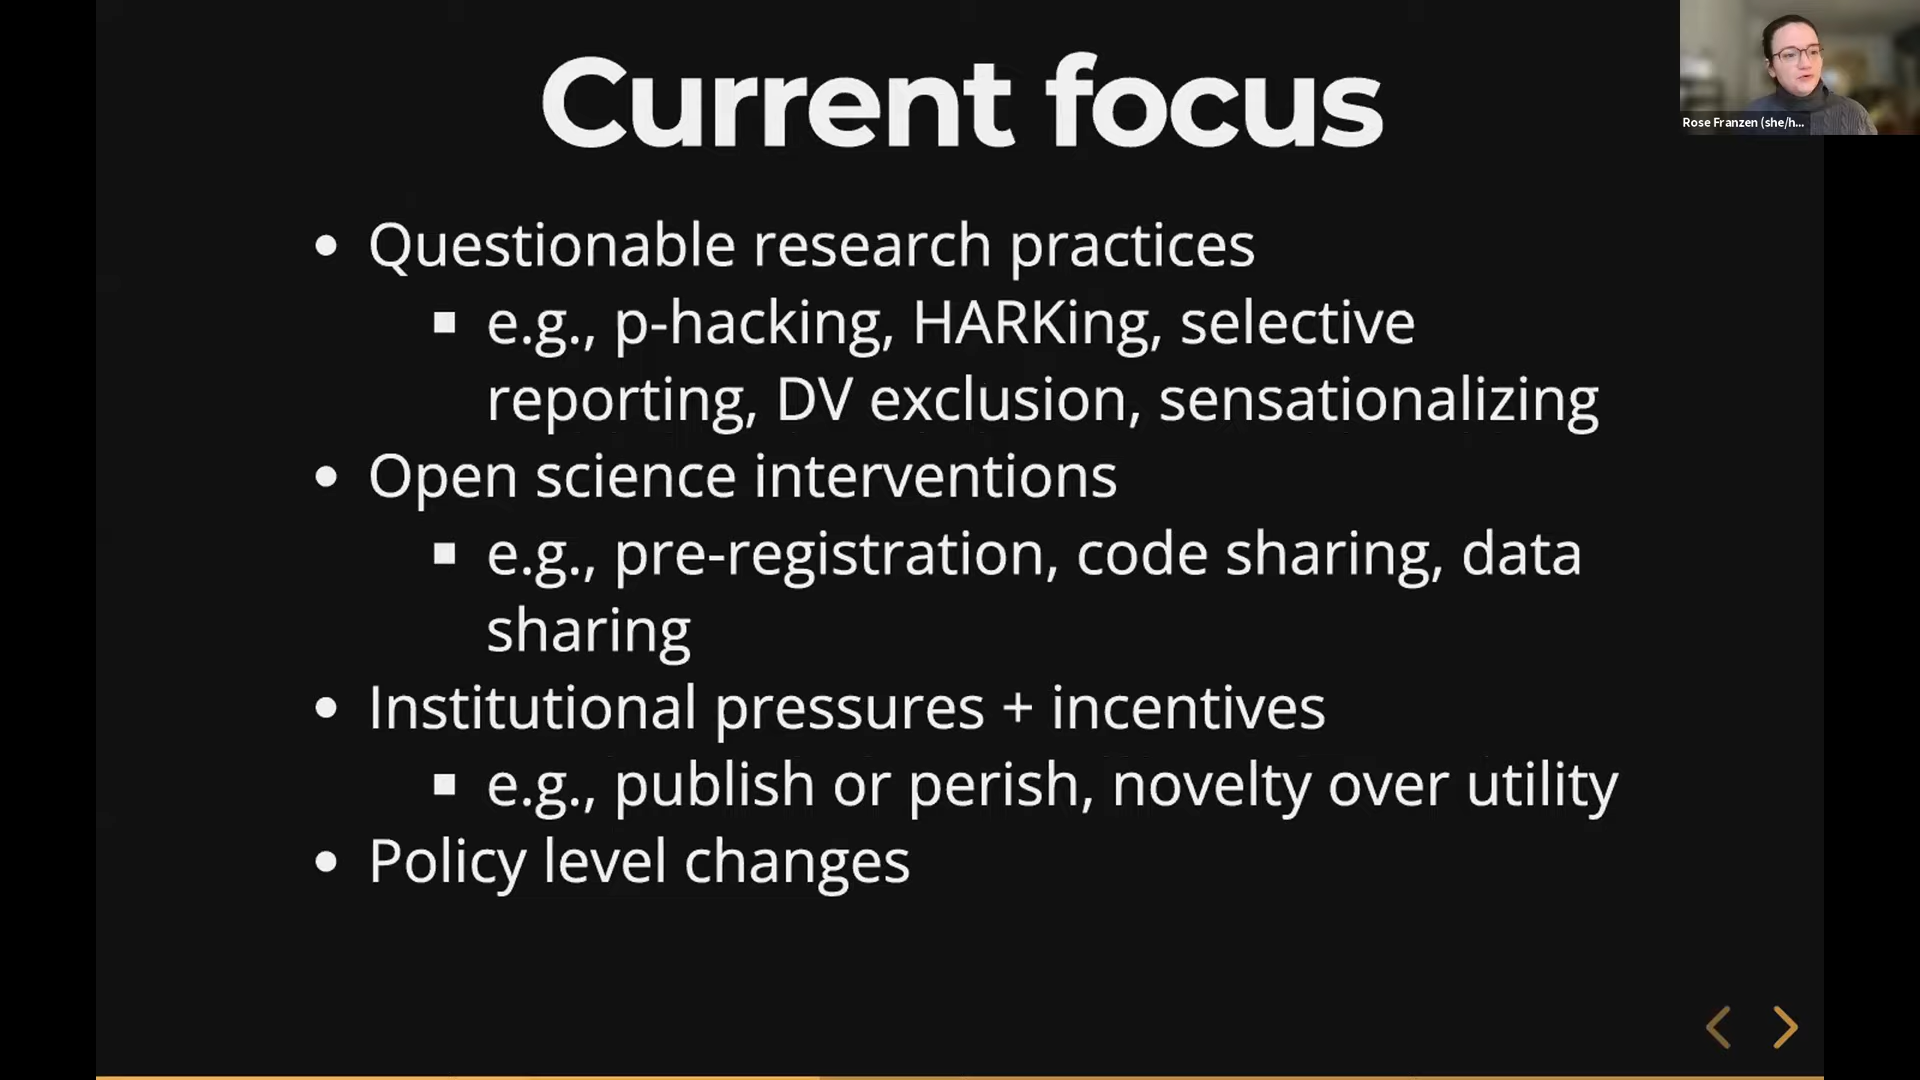 Current focus
Rose Franzen (she/h...
• Questionable research practices
▪ e.g., p-hacking, HARKing, selective
reporting, DV exclusion, sensationalizing
• Open science interventions
▪ e.g., pre-registration, code sharing, data
sharing
• Institutional pressures + incentives
▪ e.g., publish or perish, novelty over utility
• Policy level changes